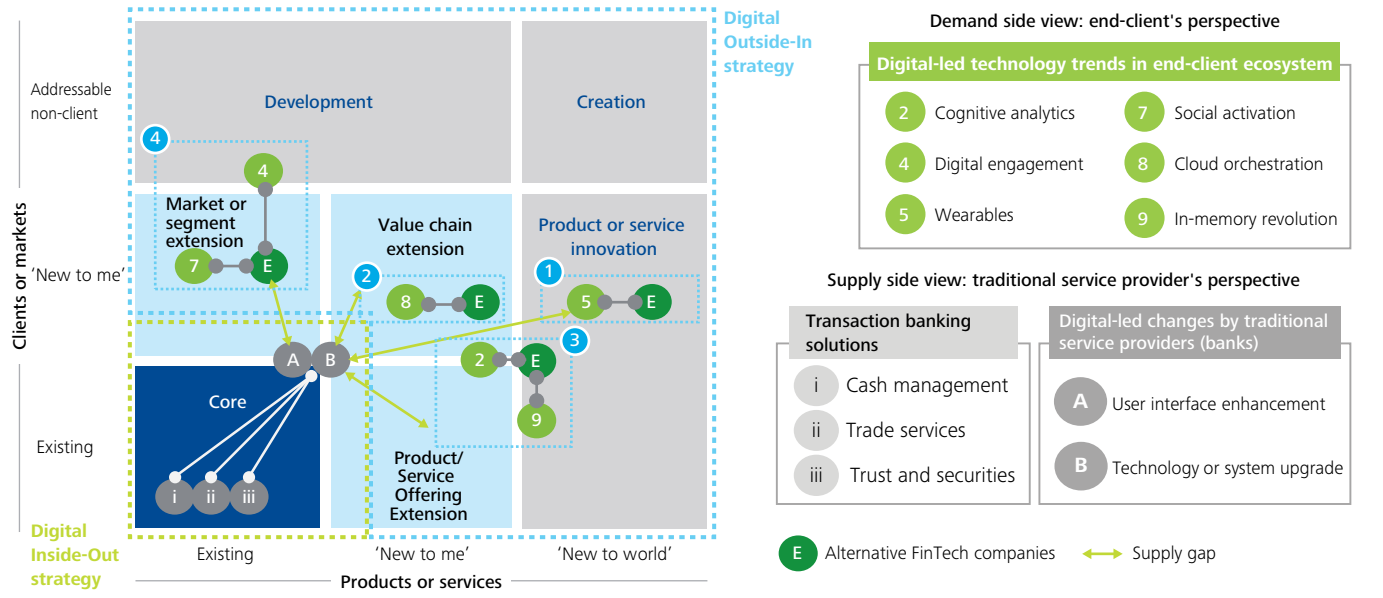 Digital
Outside-In
strategy
Clients or markets
Addressable
non-client
'New to me'
Existing
Development
Creation
4
4
Market or
segment
extension
7
E
Value chain
extension
2
8
E
Product or service
innovation
1
5
E
3
2
E
9
A
B
Core
i
ii
iii
Product/
Service
Offering
Extension
Digital
Inside-Out
strategy
Existing
'New to me'
'New to world'
Products or services
Demand side view: end-client's perspective
Digital-led technology trends in end-client ecosystem
2 Cognitive analytics
7 Social activation
4 Digital engagement
8 Cloud orchestration
5 Wearables
9 In-memory revolution
Supply side view: traditional service provider's perspective
Transaction banking
solutions
i Cash management
ii Trade services
iii Trust and securities
Digital-led changes by traditional
service providers (banks)
A User interface enhancement
B Technology or system upgrade
E Alternative FinTech companies
Supply gap